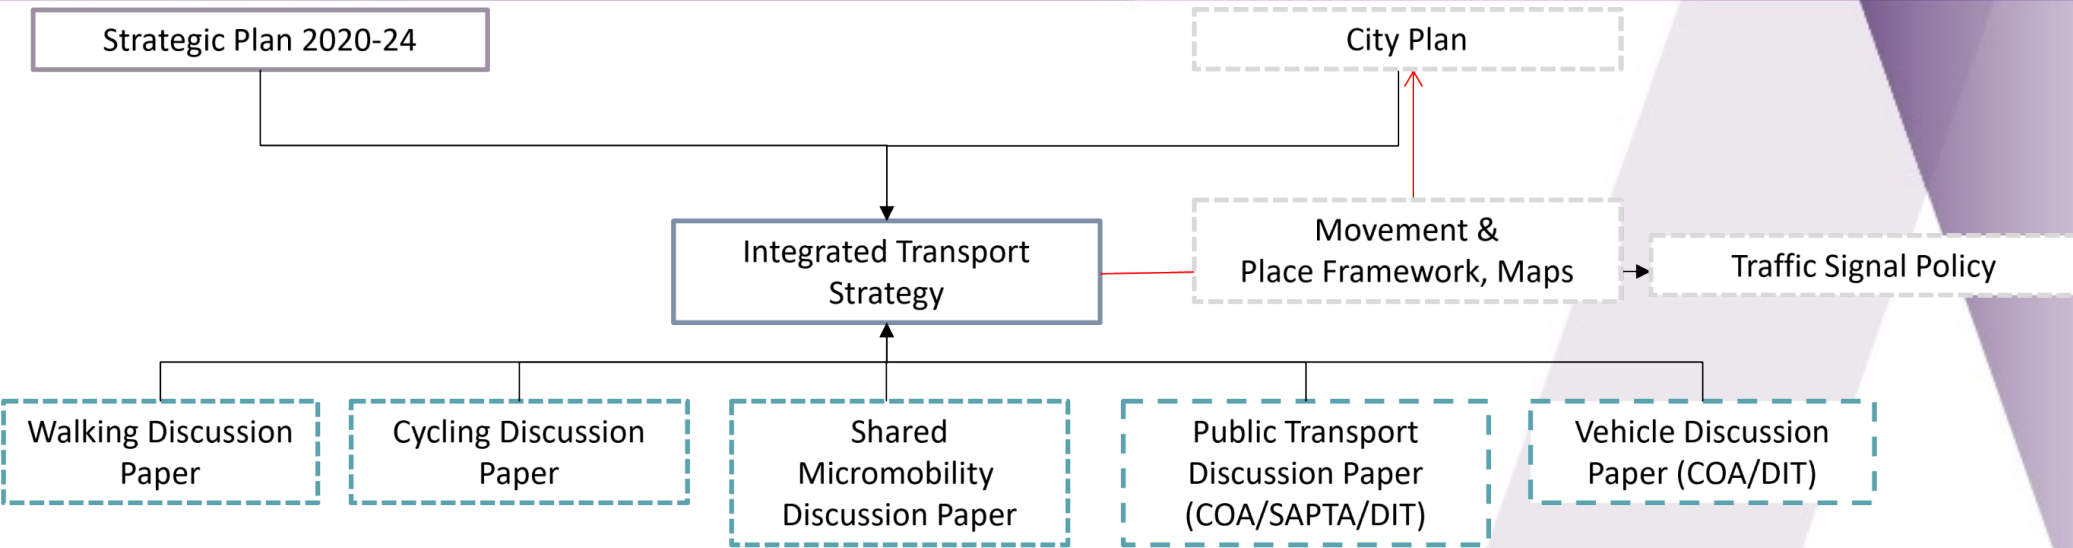 Strategic Plan 2020-24
City Plan
Integrated Transport
Strategy
Movement &
Place Framework, Maps
Traffic Signal Policy
Walking Discussion
Paper
Cycling Discussion
Paper
Shared
Micromobility
Discussion Paper
Public Transport
Discussion Paper
(COA/SAPTA/DIT)
Vehicle Discussion
Paper (COA/DIT)